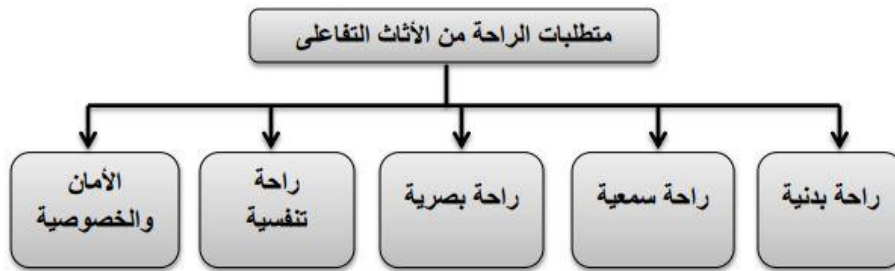 متطلبات الراحة من الأثاث التفاعلى
راحة بدنية
راحة سمعية
راحة بصرية
راحة
تنفسية
الأمان
والخصوصية